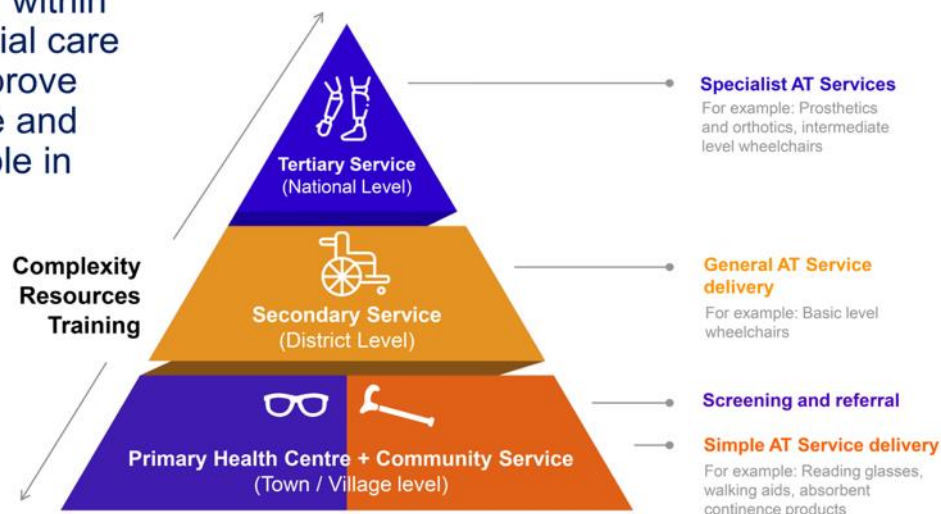 within
ial care
prove
e and
ple in
Complexity
Resources
Training
Tertiary Service
(National Level)
Secondary Service
(District Level)
Primary Health Centre + Community Service
(Town / Village level)
Specialist AT Services
For example: Prosthetics
and orthotics, intermediate
level wheelchairs
General AT Service
delivery
For example: Basic level
wheelchairs
Screening and referral
Simple AT Service delivery
For example: Reading glasses,
walking aids, absorbent
continence products